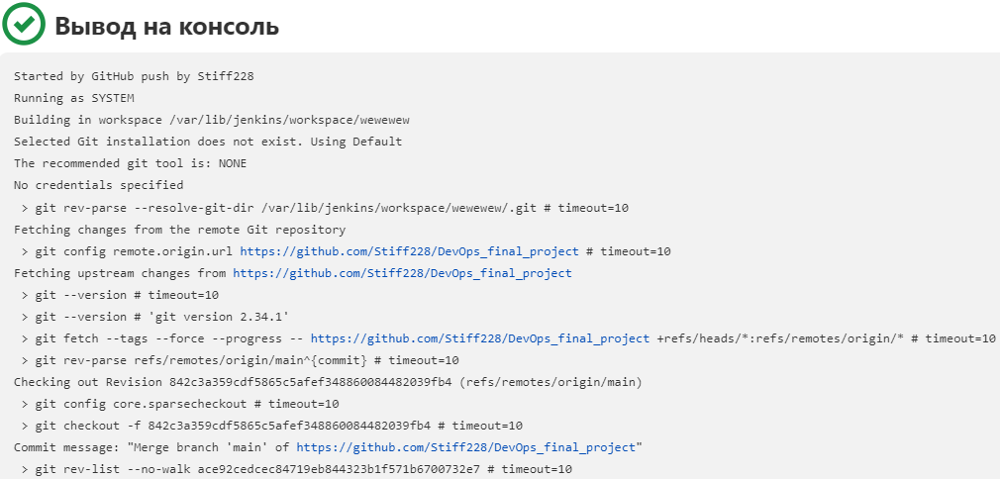 Вывод на консоль
Started by GitHub push by Stiff228
Running as SYSTEM
Building in workspace /var/lib/jenkins/workspace/wewewew
Selected Git installation does not exist. Using Default
The recommended git tool is: NONE
No credentials specified
> git rev-parse --resolve-git-dir /var/lib/jenkins/workspace/wewewew/.git # timeout=10
Fetching changes from the remote Git repository
> git config remote.origin.url https://github.com/Stiff228/DevOps_final_project # timeout=10
Fetching upstream changes from https://github.com/Stiff228/DevOps_final_project
> git --version # timeout=10
> git --version # 'git version 2.34.1'
> git fetch --tags --force --progress -- https://github.com/Stiff228/DevOps_final_project +refs/heads/*:refs/remotes/origin/* # timeout=10
> git rev-parse refs/remotes/origin/main^{commit} # timeout=10
Checking out Revision 842c3a359cdf5865c5afef348860084482039fb4 (refs/remotes/origin/main)
> git config core.sparsecheckout # timeout=10
> git checkout -f 842c3a359cdf5865c5afef348860084482039fb4 # timeout=10
Commit message: "Merge branch 'main' of https://github.com/Stiff228/DevOps_final_project"
> git rev-list --no-walk ace92cedcec84719eb844323b1f571b6700732e7 # timeout=10